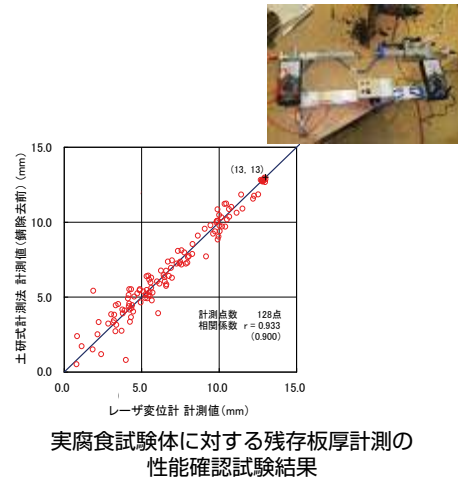 15.0
10.0
5.0
0.0
土研式計測法 計測値(錆除去前) (mm)
(13, 13)
計測点数 128点
相関係数 r = 0.933
(0.900)
0.0 5.0 10.0 15.0
レーザ変位計 計測値(mm)
実腐食試験体に対する残存板厚計測の
性能確認試験結果